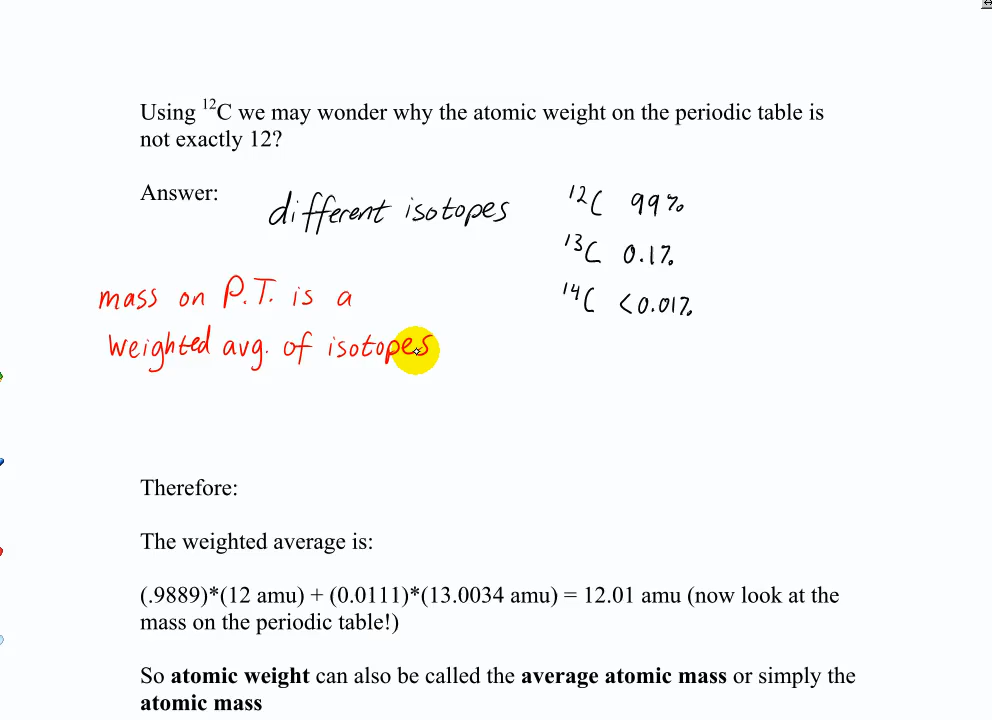 Using ¹²C we may wonder why the atomic weight on the periodic table is
not exactly 12?
Answer:
different isotopes
¹²C 99%
¹³C 0.1%
¹⁴C <0.01%
mass on P.T. is a
weighted avg. of isotopes
Therefore:
The weighted average is:
(.9889)*(12 amu) + (0.0111)*(13.0034 amu) = 12.01 amu (now look at the
mass on the periodic table!)
So atomic weight can also be called the average atomic mass or simply the
atomic mass